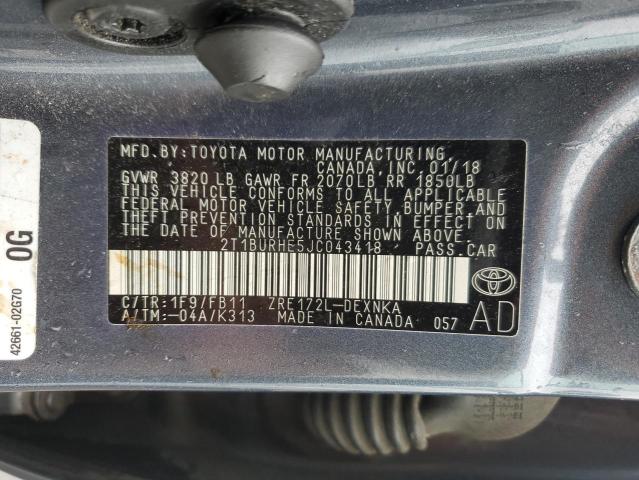 MFD.BY:TOYOTA MOTOR MANUFACTURING,
CANADA, INC. 01/18
GVWR 3820LB GAWR FR 2070LB RR 1850LB
THIS VEHICLE CONFORMS TO ALL APPLICABLE
FEDERAL MOTOR VEHICLE SAFETY, BUMPER, AND
THEFT PREVENTION STANDARDS IN EFFECT ON
THE DATE OF MANUFACTURE SHOWN ABOVE.
2T1BURHE5JC043418 PASS.CAR
C/TR:1F9/FB11 ZRE172L-DEXNKA
A/TM:-04A/K313 MADE IN CANADA 057
AD
0G
42661-02G70